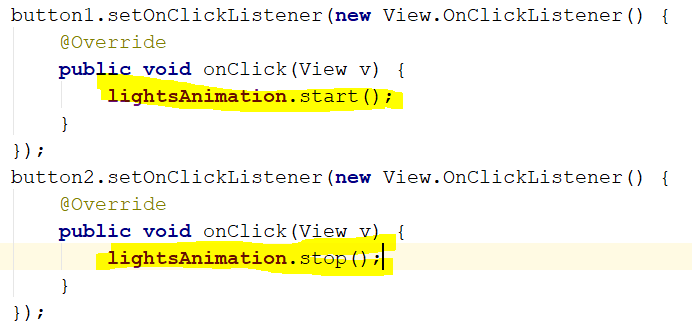 button1.setOnClickListener(new View.OnClickListener() {
    @Override
    public void onClick(View v) {
        lightsAnimation.start();
    }
});
button2.setOnClickListener(new View.OnClickListener() {
    @Override
    public void onClick(View v) {
        lightsAnimation.stop();
    }
});